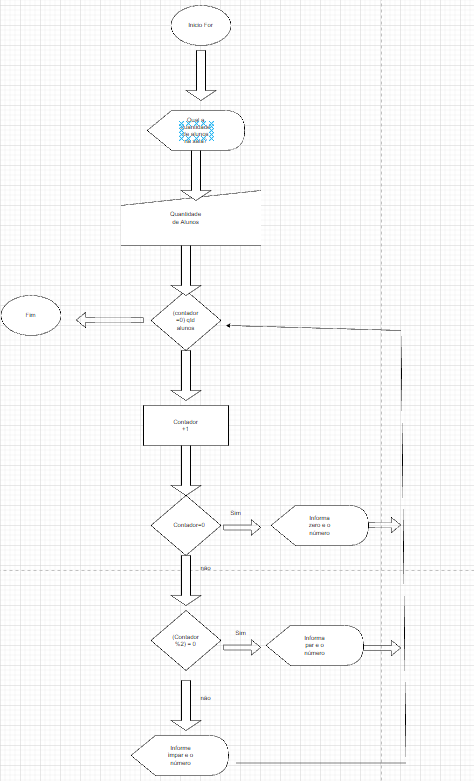 Inicio For
Qual a
quantidade
de alunos
na sala?
Quantidade
de Alunos
(contador
=0) qtd
alunos
Fim
Contador
+1
Contador=0
Sim
Informa
zero e o
número
não
(Contador
%2) = 0
Sim
Informa
par e o
número
não
Informe
impar e o
número